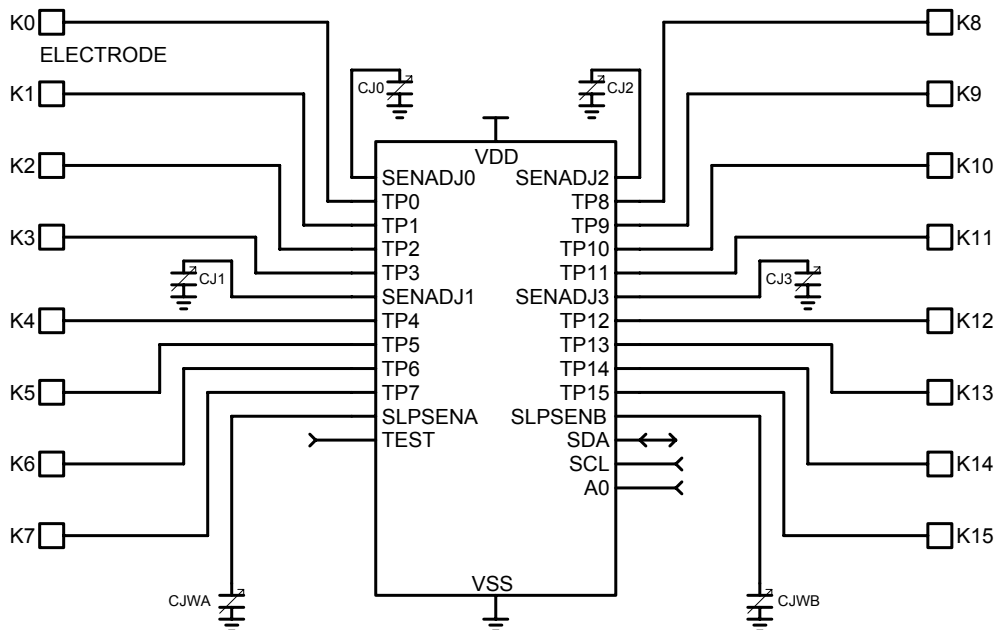 K0
K8
ELECTRODE
CJ0
CJ2
K1
K9
VDD
K2
K10
SENADJ0
SENADJ2
TP0
TP8
TP1
TP9
K3
K11
TP2
TP10
TP3
TP11
CJ1
CJ3
SENADJ1
SENADJ3
K4
K12
TP4
TP12
TP5
TP13
TP6
TP14
K5
K13
TP7
TP15
SLPSENA
SLPSENB
TEST
SDA
K6
K14
SCL
A0
K7
K15
VSS
CJWA
CJWB